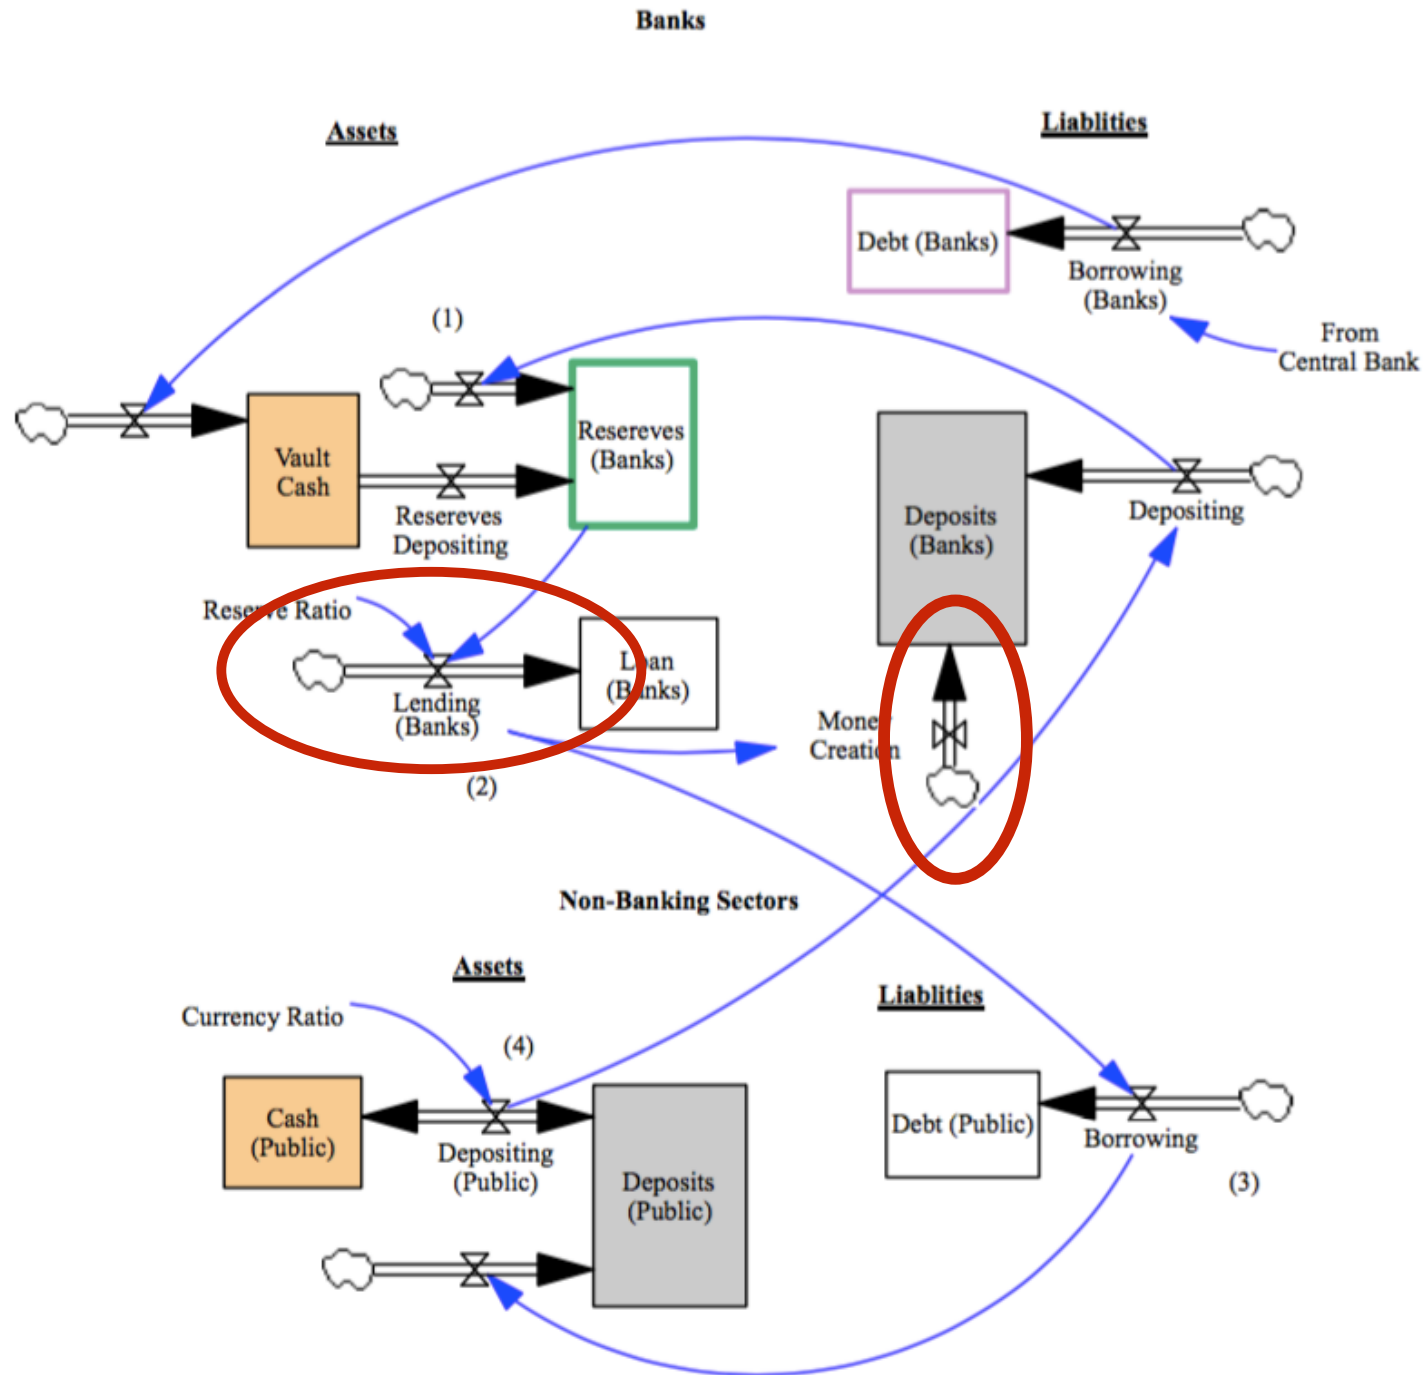 Banks
Assets
Liablities
Debt (Banks)
Borrowing
(Banks)
From
Central Bank
(1)
Vault
Cash
Resereves
(Banks)
Resereves
Depositing
Deposits
(Banks)
Depositing
Reserve Ratio
Loan
(Banks)
Lending
(Banks)
Money
Creation
(2)
Non-Banking Sectors
Assets
Liablities
Currency Ratio
(4)
Cash
(Public)
Depositing
(Public)
Deposits
(Public)
Debt (Public)
Borrowing
(3)